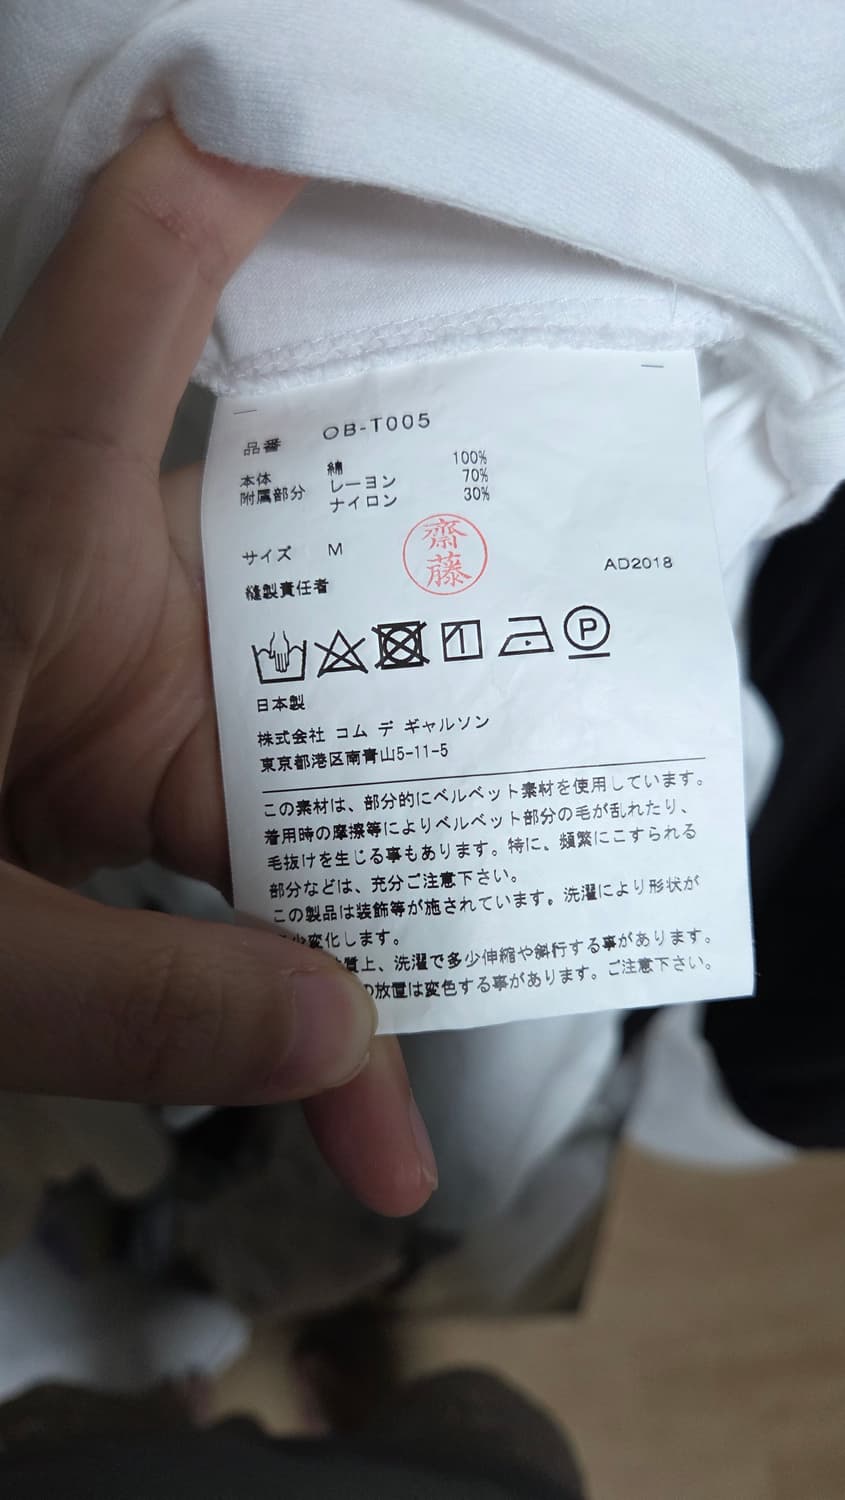 品番 OB-T005
本体 綿 100%
附属部分 レーヨン 70%
ナイロン 30%
サイズ M
齋藤
縫製責任者
AD2018
P
日本製
株式会社 コム デ ギャルソン
東京都港区南青山5-11-5
この素材は、部分的にベルベット素材を使用しています。
着用時の摩擦等によりベルベット部分の毛が乱れたり、
毛抜けを生じる事もあります。特に、頻繁にこすられる
部分などは、充分ご注意下さい。
この製品は装飾等が施されています。洗濯により形状が
少変化します。
質上、洗濯で多少伸縮や斜行する事があります。
の放置は変色する事があります。ご注意下さい。